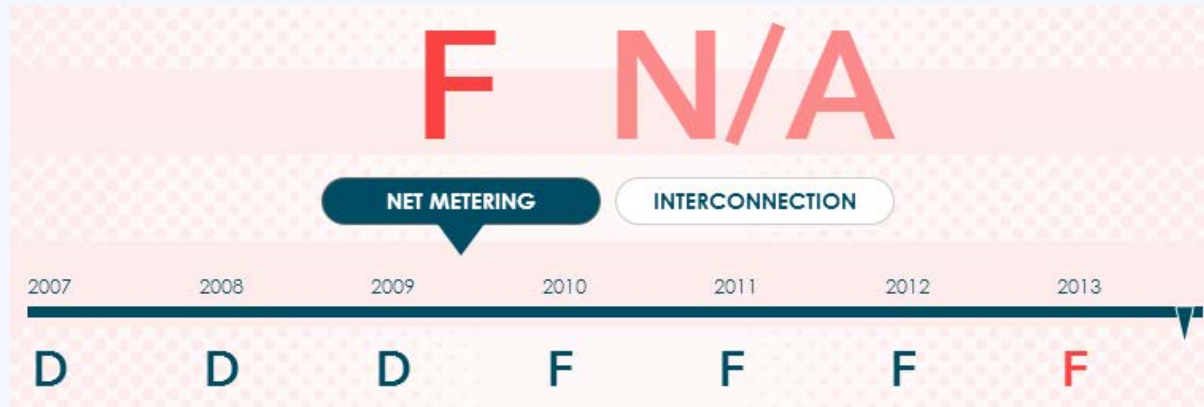 F N/A
NET METERING INTERCONNECTION
2007 2008 2009 2010 2011 2012 2013
D D D F F F F